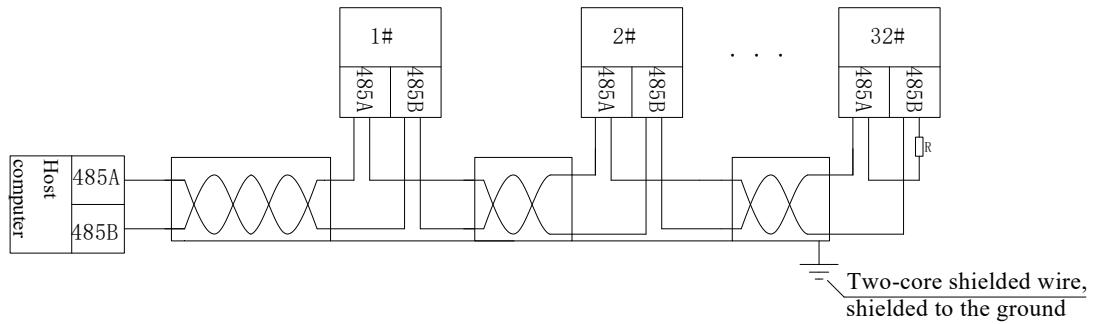 1#
2#
. . .
32#
485A
485B
485A
485B
485A
485B
R
Host
computer
485A
485B
Two-core shielded wire,
shielded to the ground